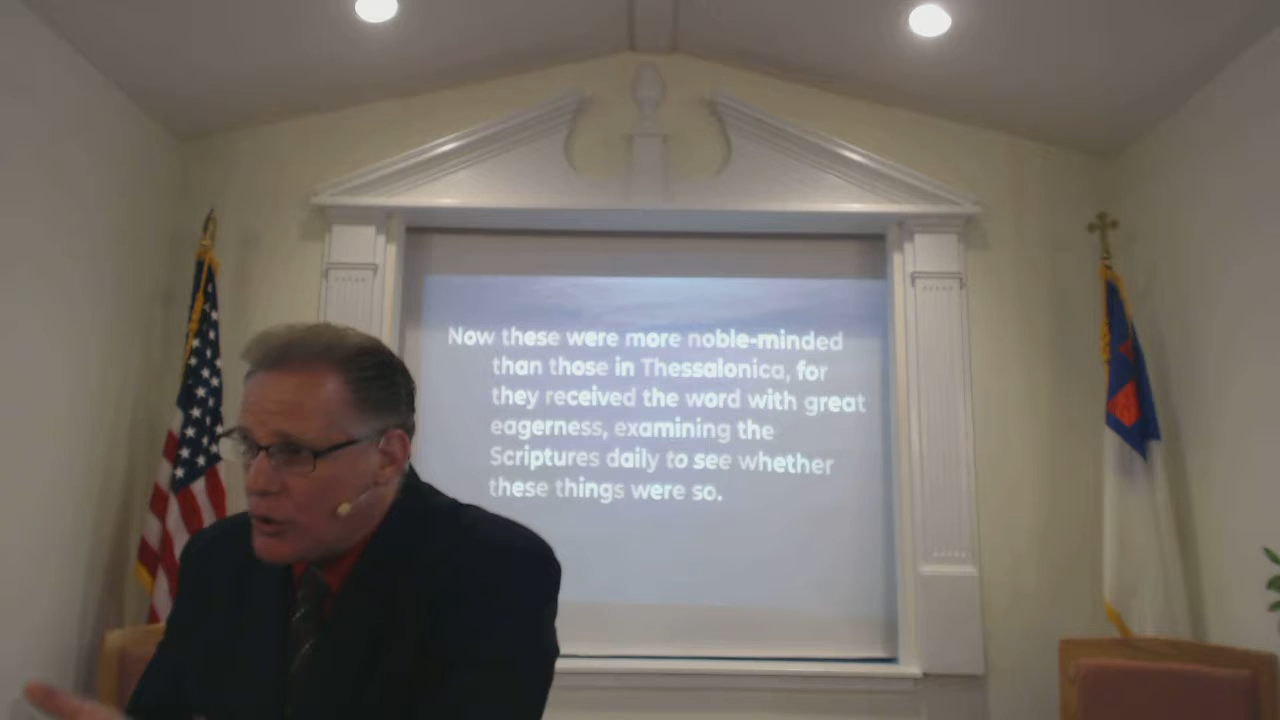 Now these were more noble-minded
than those in Thessalonica, for
they received the word with great
eagerness, examining the
Scriptures daily to see whether
these things were so.